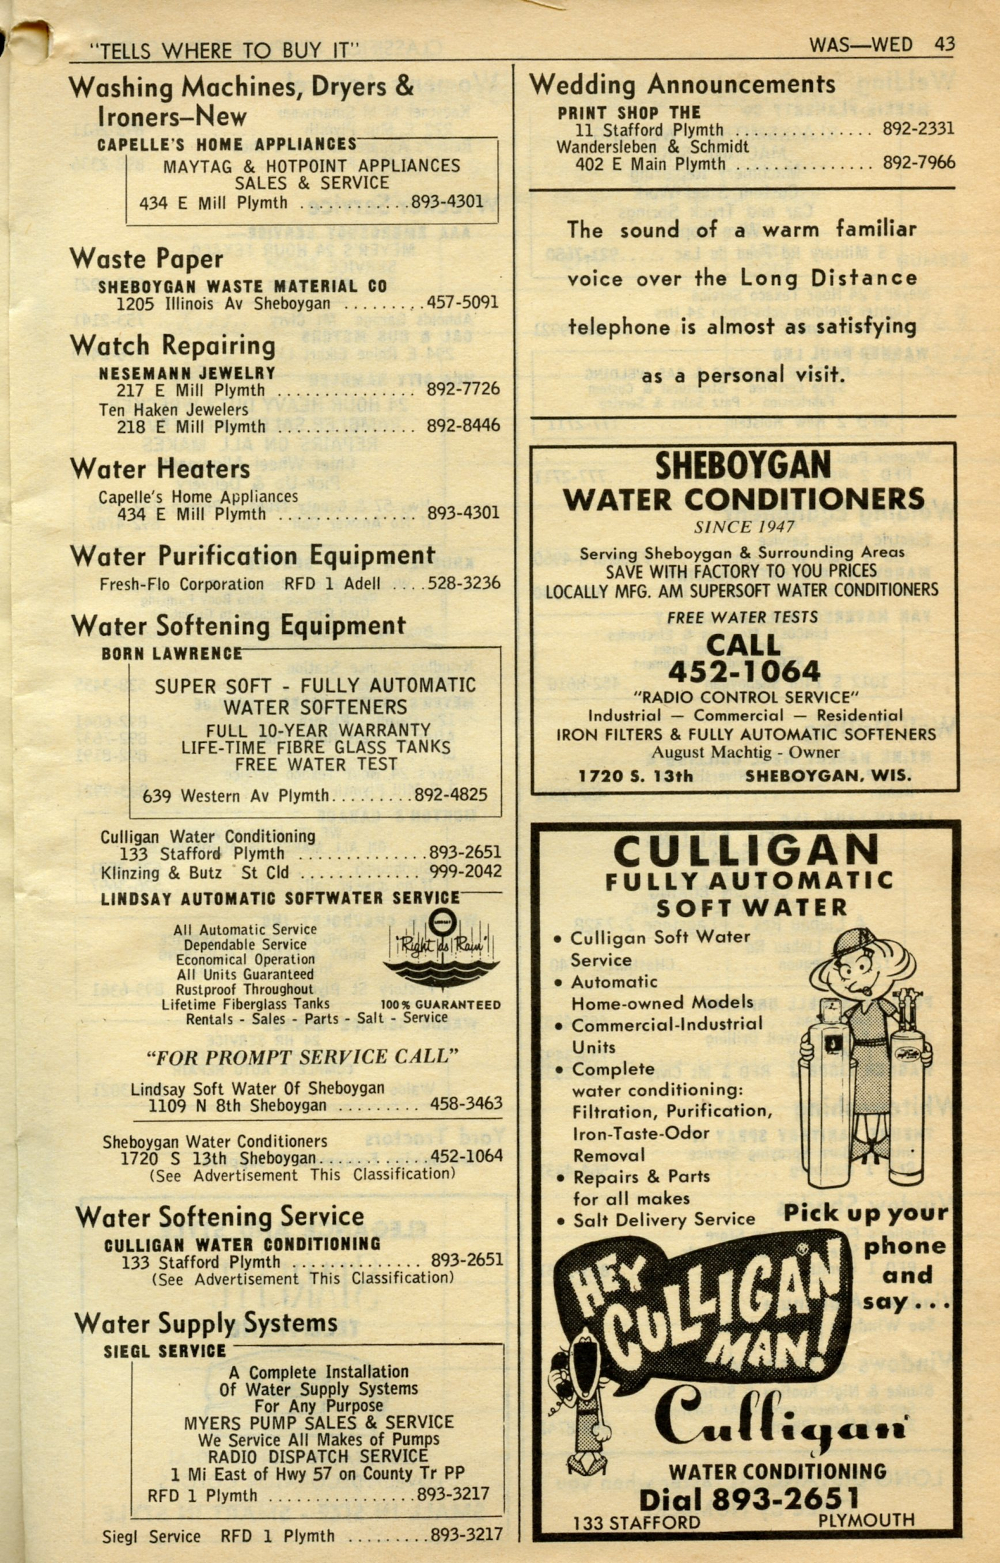 "TELLS WHERE TO BUY IT"
WAS—WED 43
Washing Machines, Dryers &
Ironers—New
CAPELLE'S HOME APPLIANCES
MAYTAG & HOTPOINT APPLIANCES
SALES & SERVICE
434 E Mill Plymth ...........893-4301
Waste Paper
SHEBOYGAN WASTE MATERIAL CO
1205 Illinois Av Sheboygan .........457-5091
Watch Repairing
NESEMANN JEWELRY
217 E Mill Plymth ............... 892-7726
Ten Haken Jewelers
218 E Mill Plymth ............... 892-8446
Water Heaters
Capelle's Home Appliances
434 E Mill Plymth ............... 893-4301
Water Purification Equipment
Fresh-Flo Corporation RFD 1 Adell ....528-3236
Water Softening Equipment
BORN LAWRENCE
SUPER SOFT - FULLY AUTOMATIC
WATER SOFTENERS
FULL 10-YEAR WARRANTY
LIFE-TIME FIBRE GLASS TANKS
FREE WATER TEST
639 Western Av Plymth.........892-4825
Culligan Water Conditioning
133 Stafford Plymth ..............893-2651
Klinzing & Butz St Cld ............. 999-2042
LINDSAY AUTOMATIC SOFTWATER SERVICE
All Automatic Service
Dependable Service
Economical Operation
All Units Guaranteed
Rustproof Throughout
Lifetime Fiberglass Tanks
Rentals - Sales - Parts - Salt - Service
"Right as Rain"
100% GUARANTEED
"FOR PROMPT SERVICE CALL"
Lindsay Soft Water Of Sheboygan
1109 N 8th Sheboygan ......... 458-3463
Sheboygan Water Conditioners
1720 S 13th Sheboygan............452-1064
(See Advertisement This Classification)
Water Softening Service
CULLIGAN WATER CONDITIONING
133 Stafford Plymth .............. 893-2651
(See Advertisement This Classification)
Water Supply Systems
SIEGL SERVICE
A Complete Installation
Of Water Supply Systems
For Any Purpose
MYERS PUMP SALES & SERVICE
We Service All Makes of Pumps
RADIO DISPATCH SERVICE
1 Mi East of Hwy 57 on County Tr PP
RFD 1 Plymth ................893-3217
Siegl Service RFD 1 Plymth ..........893-3217
Wedding Announcements
PRINT SHOP THE
11 Stafford Plymth ............... 892-2331
Wandersleben & Schmidt
402 E Main Plymth ............... 892-7966
The sound of a warm familiar
voice over the Long Distance
telephone is almost as satisfying
as a personal visit.
SHEBOYGAN
WATER CONDITIONERS
SINCE 1947
Serving Sheboygan & Surrounding Areas
SAVE WITH FACTORY TO YOU PRICES
LOCALLY MFG. AM SUPERSOFT WATER CONDITIONERS
FREE WATER TESTS
CALL
452-1064
"RADIO CONTROL SERVICE"
Industrial — Commercial — Residential
IRON FILTERS & FULLY AUTOMATIC SOFTENERS
August Machtig - Owner
1720 S. 13th SHEBOYGAN, WIS.
CULLIGAN
FULLY AUTOMATIC
SOFT WATER
• Culligan Soft Water
Service
• Automatic
Home-owned Models
• Commercial-Industrial
Units
• Complete
water conditioning:
Filtration, Purification,
Iron-Taste-Odor
Removal
• Repairs & Parts
for all makes
• Salt Delivery Service
Pick up your
phone
and
say...
HEY
CULLIGAN
MAN!
Culligan
WATER CONDITIONING
Dial 893-2651
133 STAFFORD PLYMOUTH